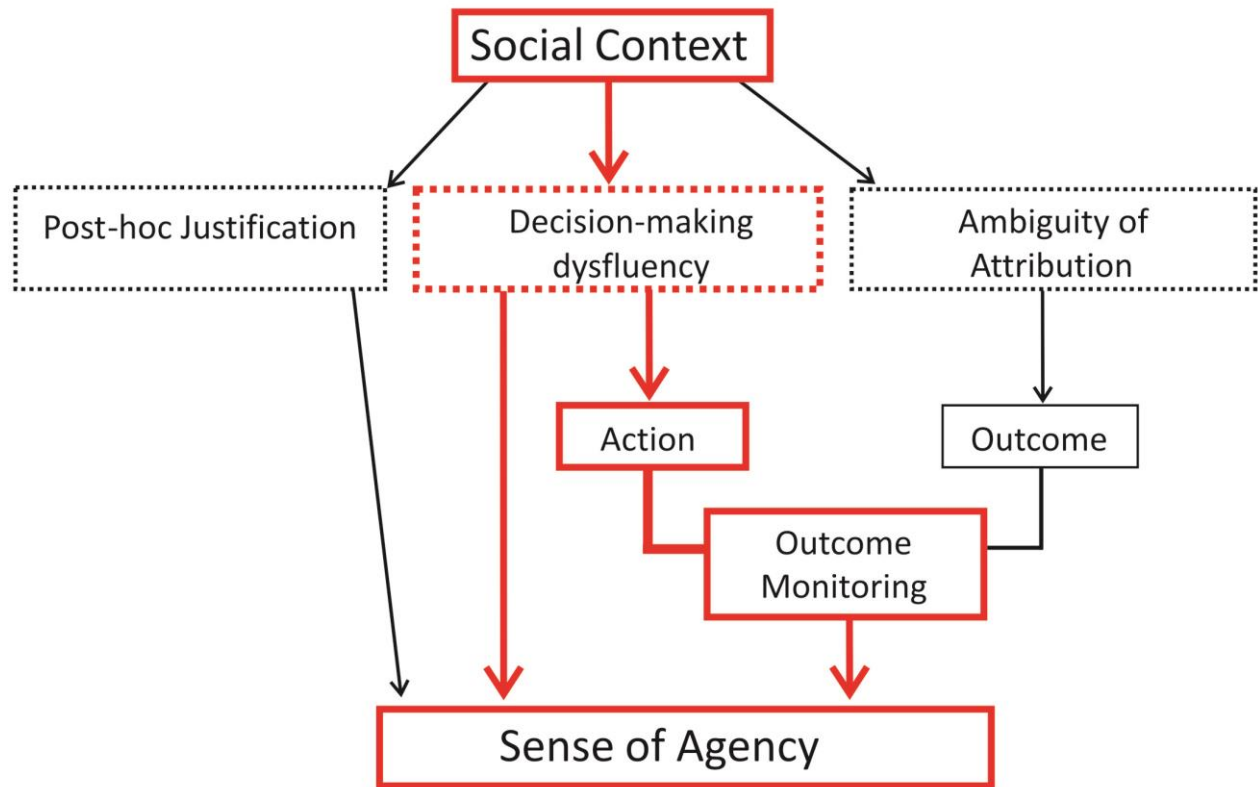 Social Context
Post-hoc Justification
Decision-making
dysfluency
Ambiguity of
Attribution
Action
Outcome
Outcome
Monitoring
Sense of Agency